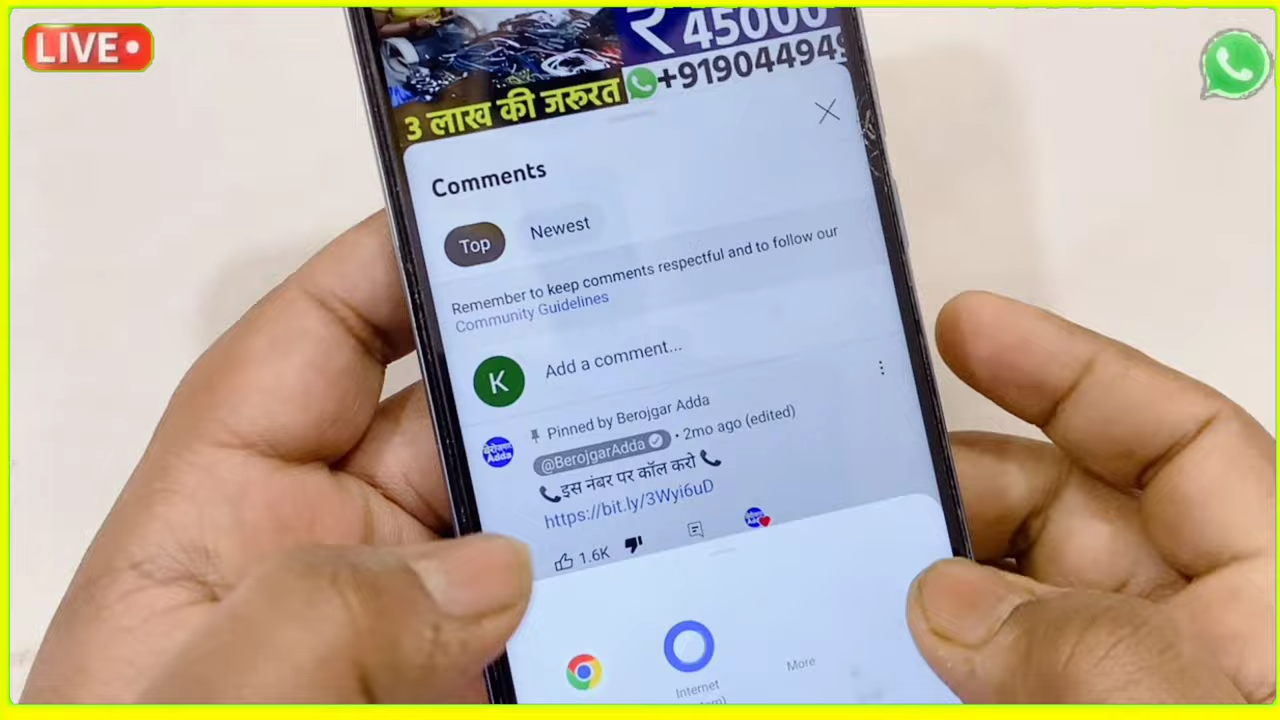 LIVE
₹ 45000
+919044949
3 लाख की जरूरत
Comments
Top
Newest
Remember to keep comments respectful and to follow our
Community Guidelines
K
Add a comment...
Pinned by Berojgar Adda
@BerojgarAdda • 2mo ago (edited)
बेरोजगार
Adda
इस नंबर पर कॉल करो
https://bit.ly/3Wyi6uD
1.6K
Internet
More